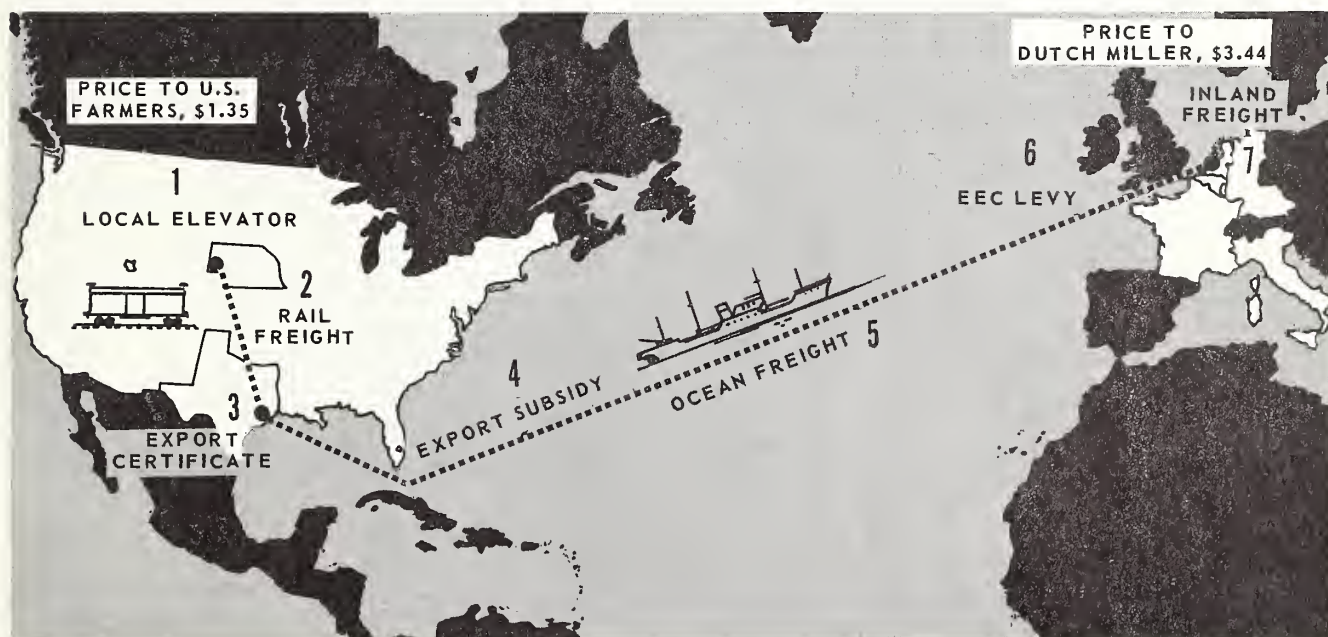 PRICE TO U.S.
FARMERS, $1.35
1
LOCAL ELEVATOR
2
RAIL
FREIGHT
3
EXPORT
CERTIFICATE
4
EXPORT SUBSIDY
OCEAN FREIGHT 5
6
EEC LEVY
PRICE TO
DUTCH MILLER, $3.44
INLAND
FREIGHT
7